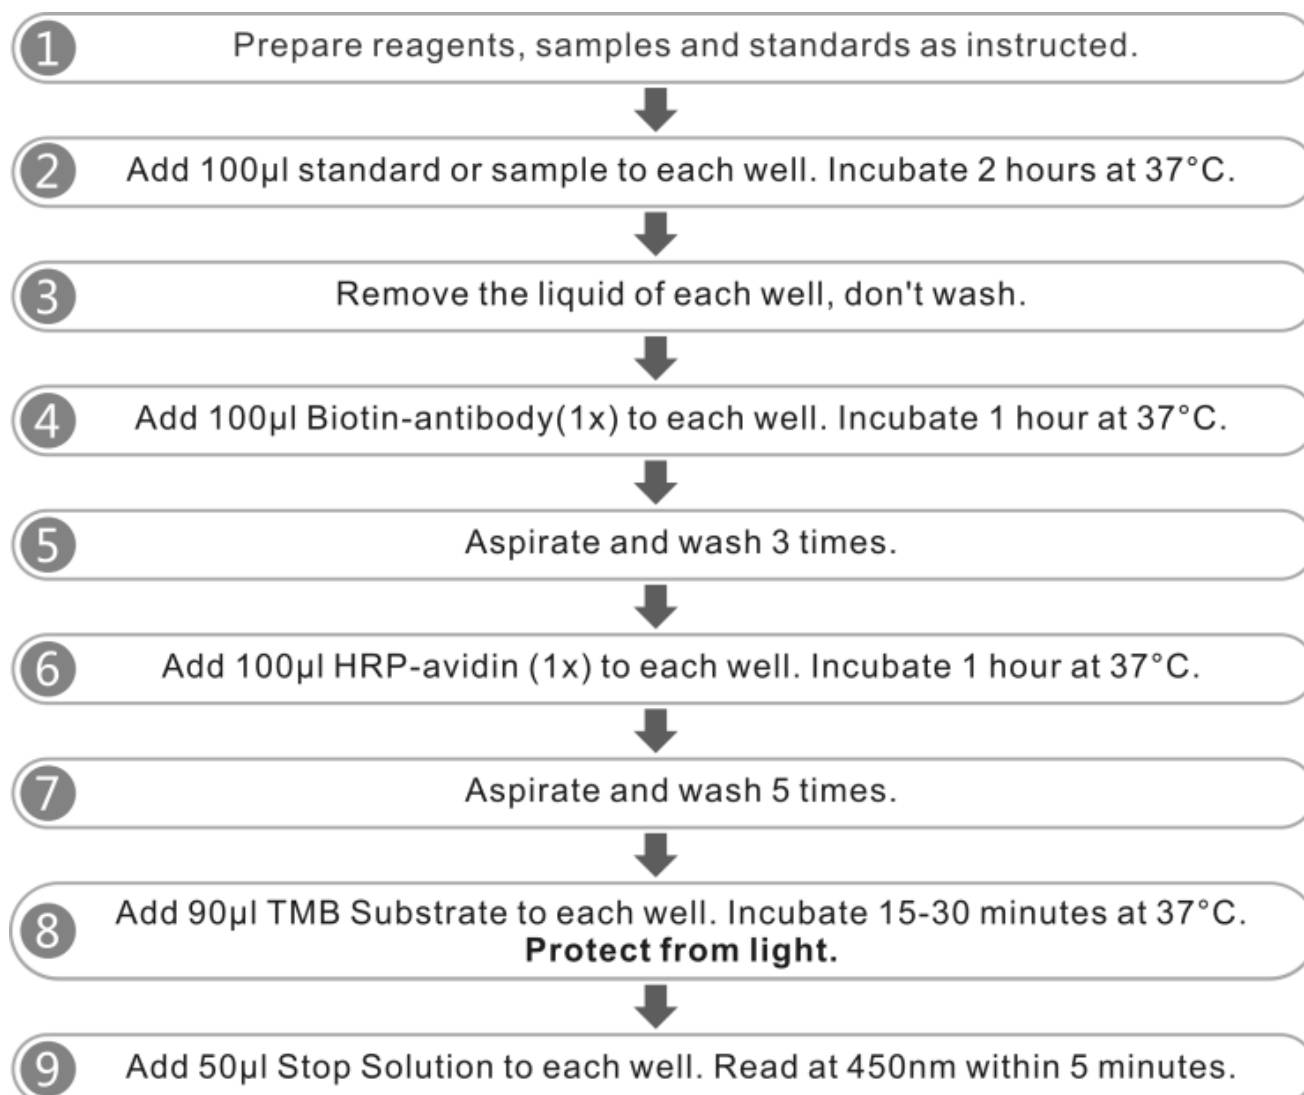 1 Prepare reagents, samples and standards as instructed.
2 Add 100µl standard or sample to each well. Incubate 2 hours at 37°C.
3 Remove the liquid of each well, don't wash.
4 Add 100µl Biotin-antibody(1x) to each well. Incubate 1 hour at 37°C.
5 Aspirate and wash 3 times.
6 Add 100µl HRP-avidin (1x) to each well. Incubate 1 hour at 37°C.
7 Aspirate and wash 5 times.
8 Add 90µl TMB Substrate to each well. Incubate 15-30 minutes at 37°C.
Protect from light.
9 Add 50µl Stop Solution to each well. Read at 450nm within 5 minutes.